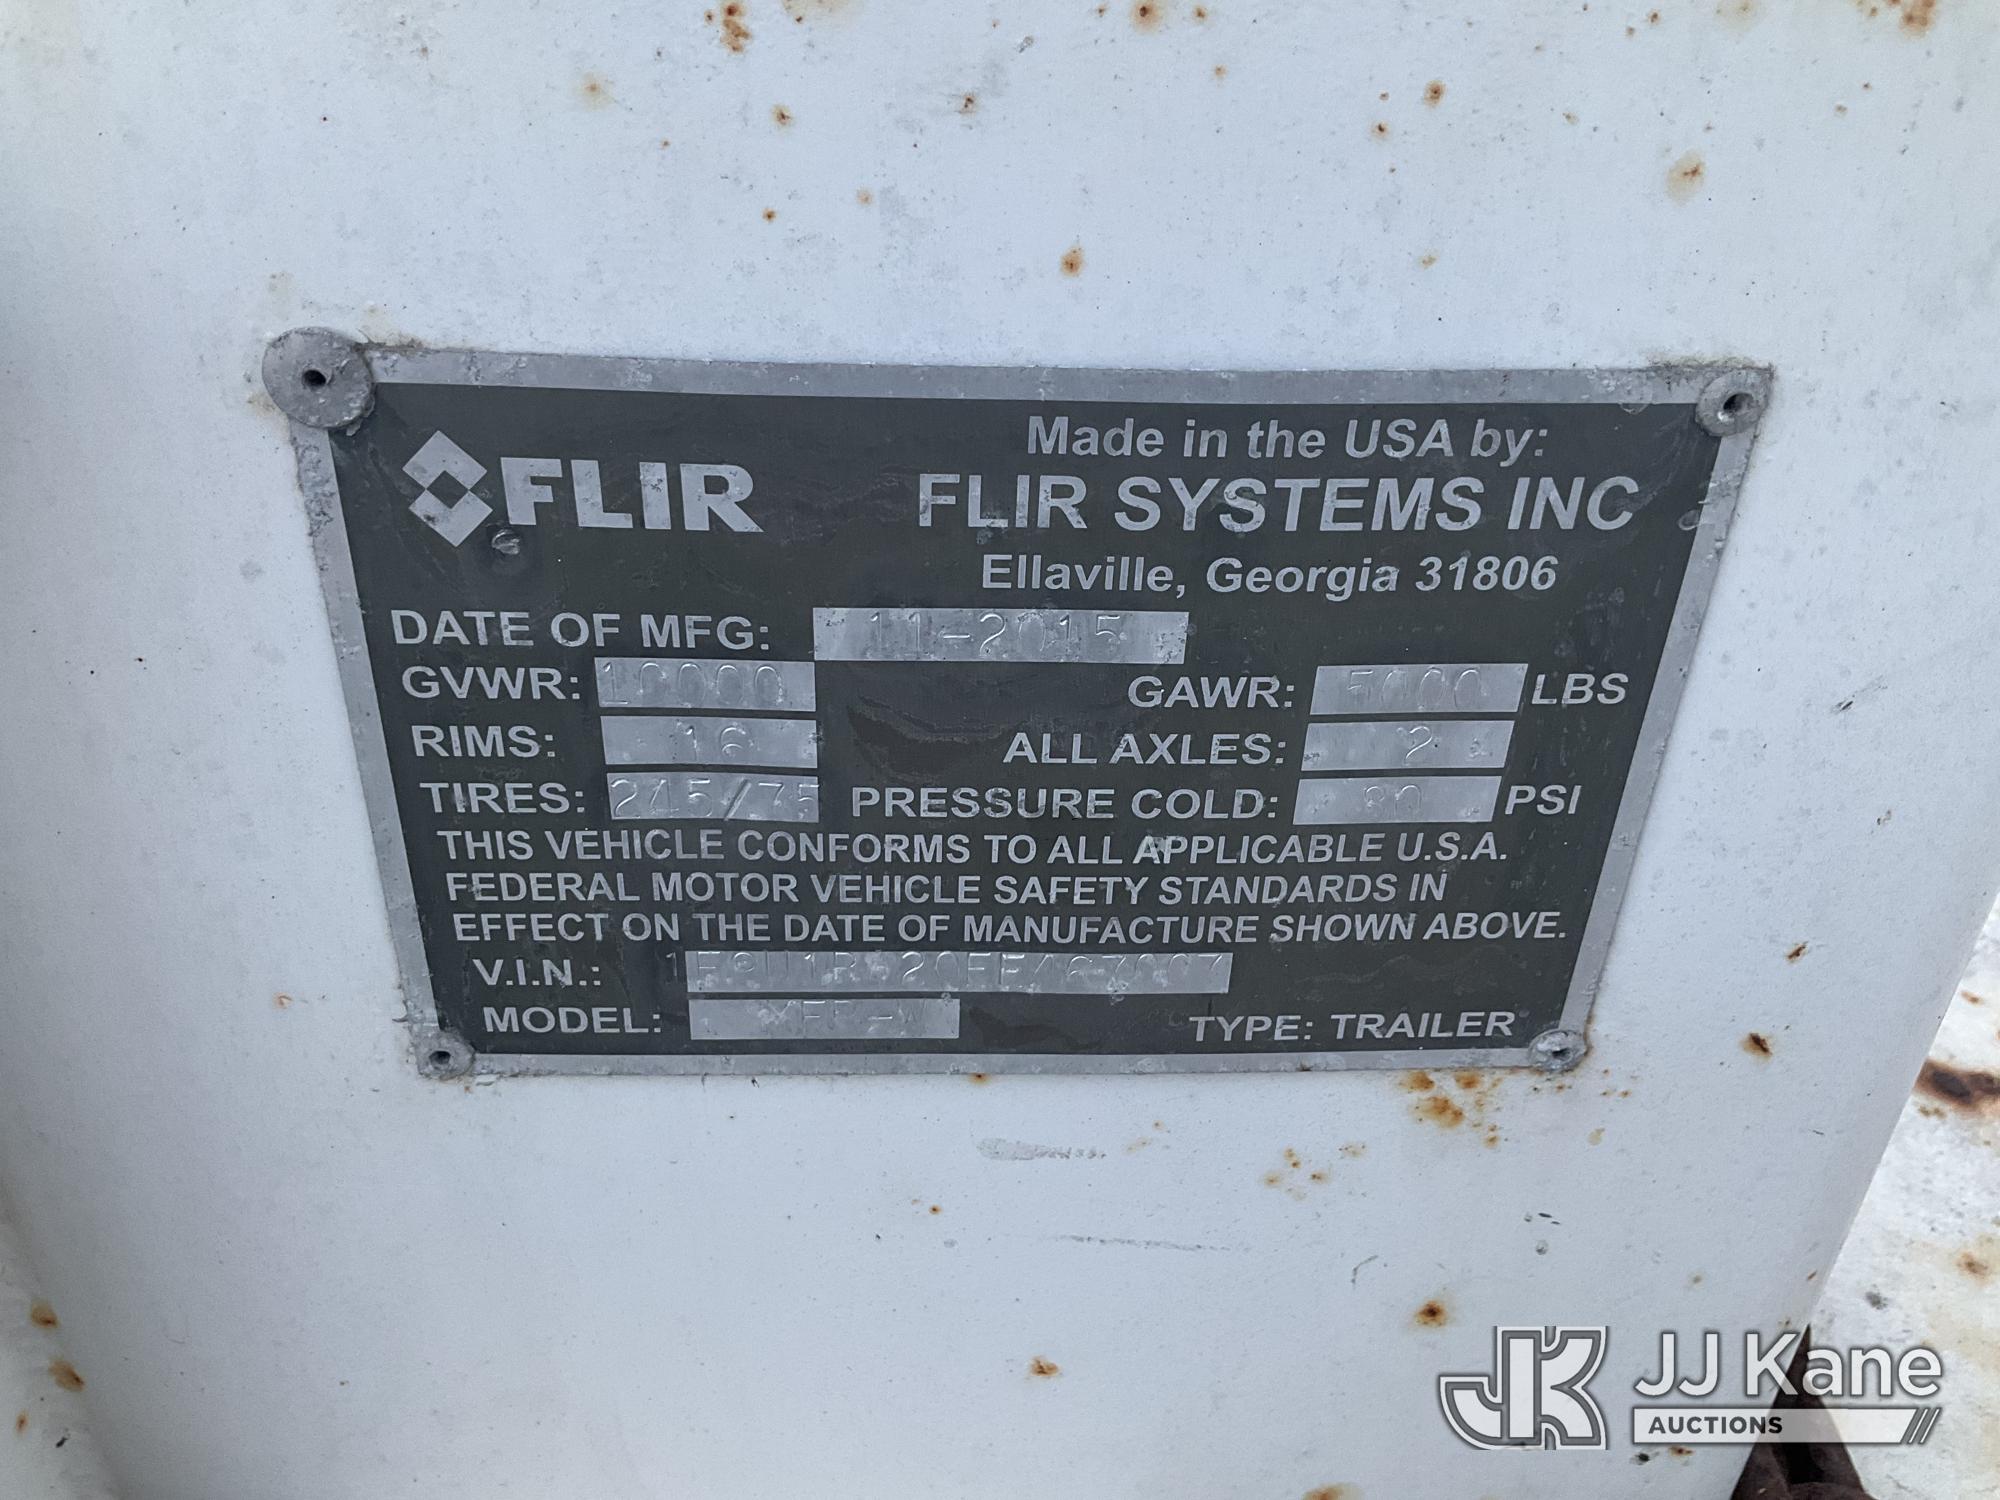 FLIR
Made in the USA by:
FLIR SYSTEMS INC
Ellaville, Georgia 31806
DATE OF MFG: 11-2015
GVWR: 10000 GAWR: 5000 LBS
RIMS: 16 ALL AXLES: 2
TIRES: 245/75 PRESSURE COLD: 80 PSI
THIS VEHICLE CONFORMS TO ALL APPLICABLE U.S.A.
FEDERAL MOTOR VEHICLE SAFETY STANDARDS IN
EFFECT ON THE DATE OF MANUFACTURE SHOWN ABOVE.
V.I.N.:
MODEL: TYPE: TRAILER
JK JJ Kane
AUCTIONS